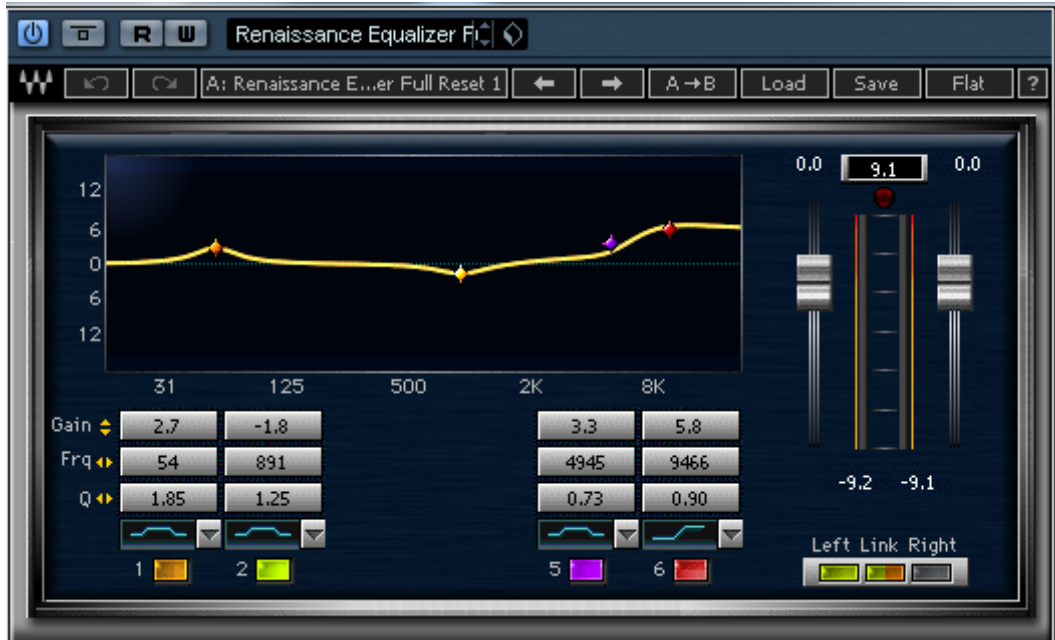 R W Renaissance Equalizer F
A: Renaissance E...er Full Reset 1 A→B Load Save Flat ?
0.0 9.1 0.0
12
6
0
6
12
31 125 500 2K 8K
Gain 2.7 -1.8 3.3 5.8
Frq 54 891 4945 9466
Q 1.85 1.25 0.73 0.90
-9.2 -9.1
Left Link Right
1 2 5 6